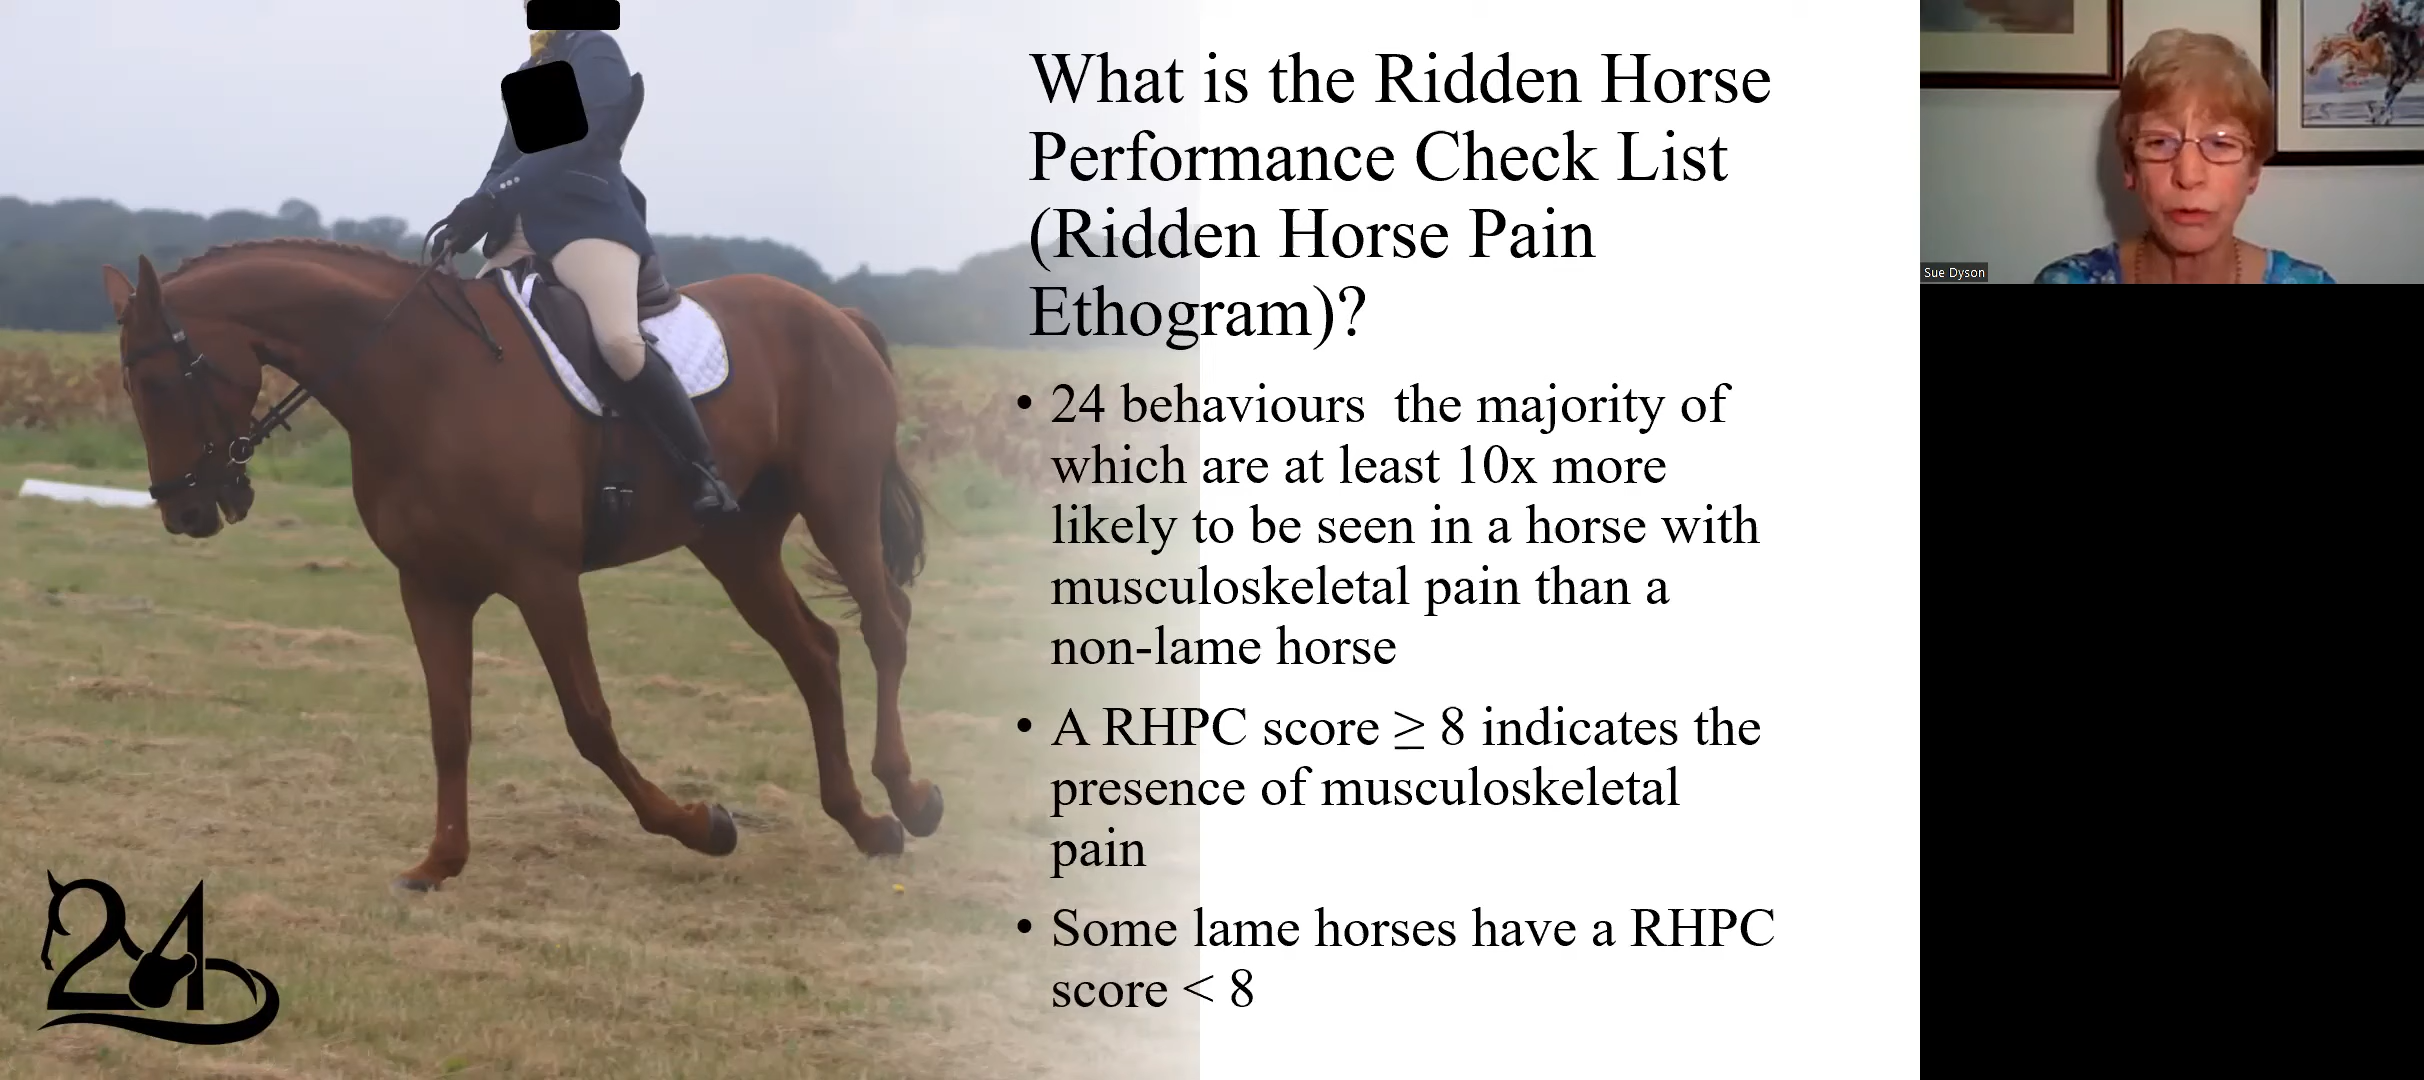 What is the Ridden Horse
Performance Check List
(Ridden Horse Pain
Ethogram)?
• 24 behaviours  the majority of
which are at least 10x more
likely to be seen in a horse with
musculoskeletal pain than a
non-lame horse
• A RHPC score ≥ 8 indicates the
presence of musculoskeletal
pain
• Some lame horses have a RHPC
score < 8
24
Sue Dyson